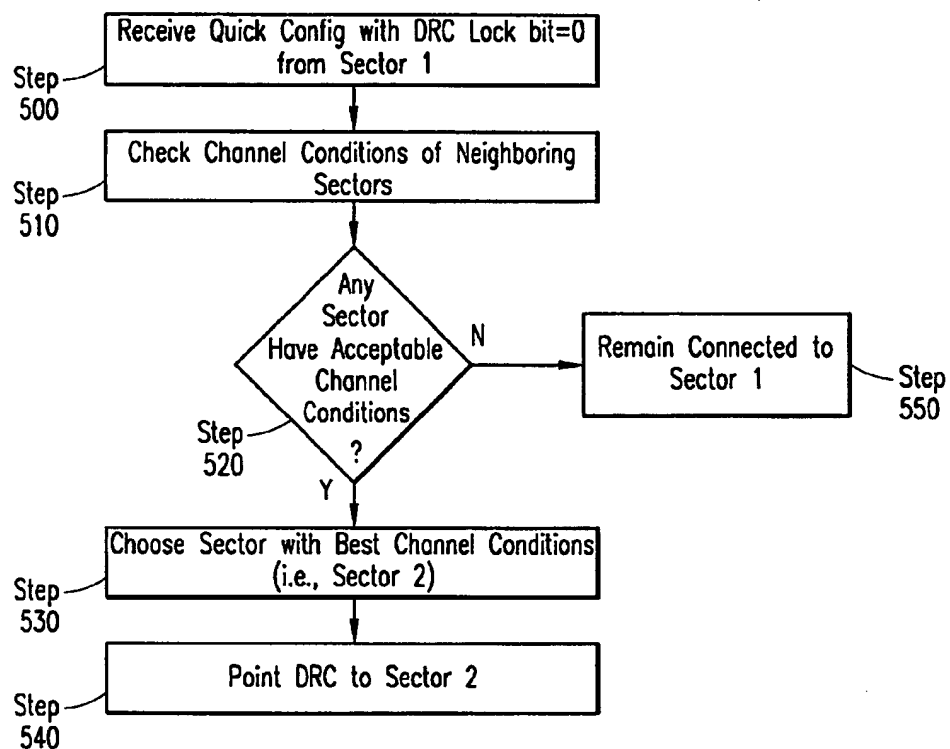 Receive Quick Config with DRC Lock bit=0
from Sector 1
Step
500
Check Channel Conditions of Neighboring
Sectors
Step
510
Any
Sector
Have Acceptable
Channel
Conditions
?
Step
520
N
Remain Connected to
Sector 1
Step
550
Y
Choose Sector with Best Channel Conditions
(i.e., Sector 2)
Step
530
Point DRC to Sector 2
Step
540